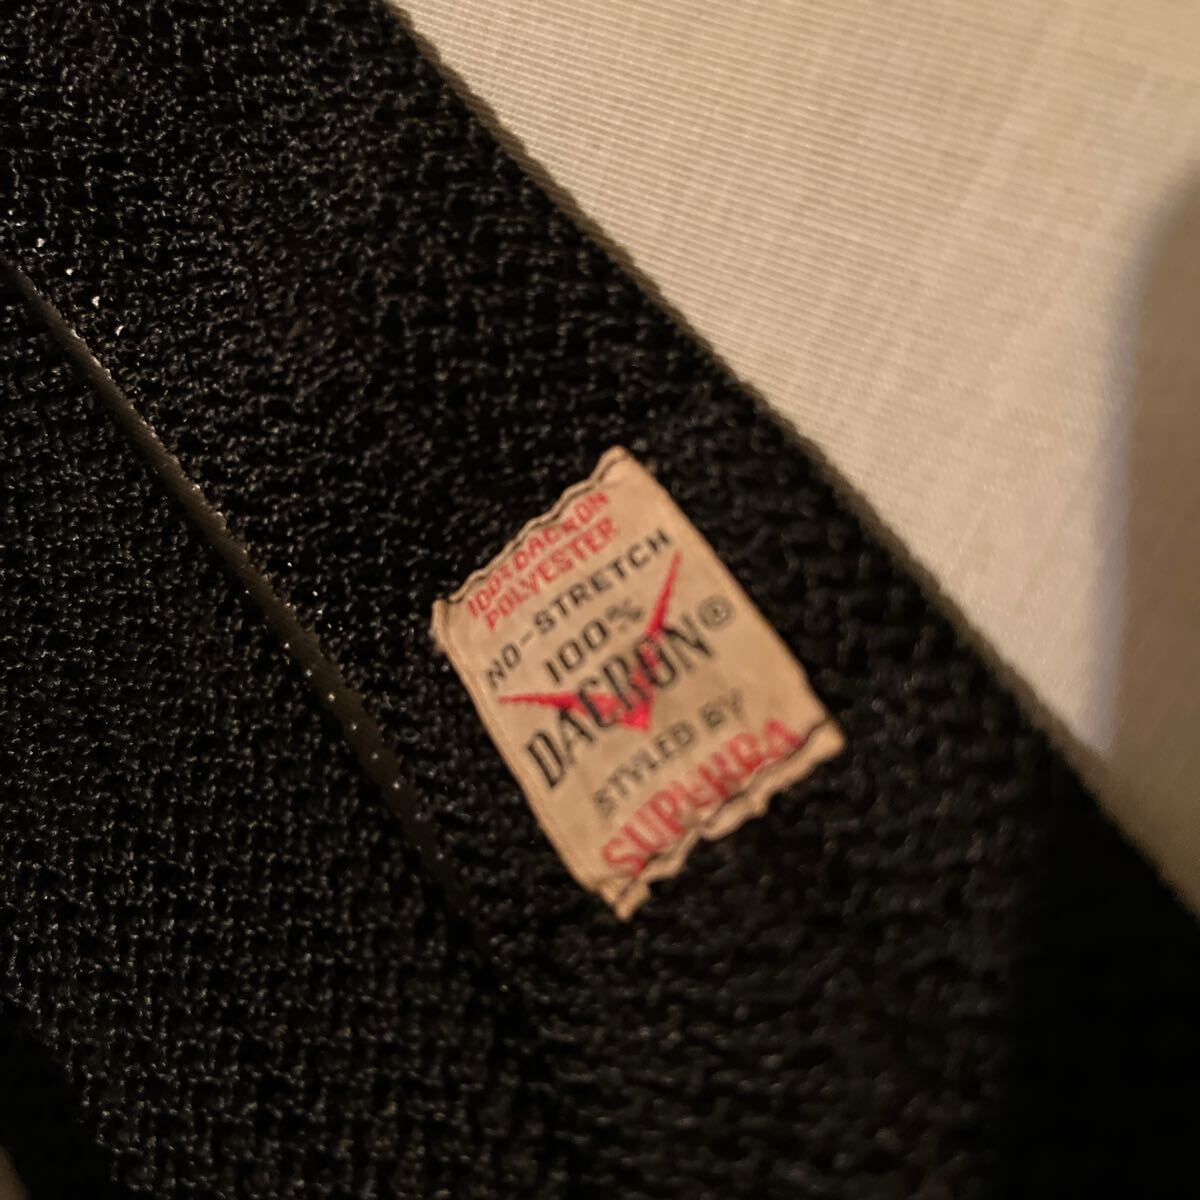 100% DACRON
POLYESTER
NO-STRETCH
100%
DACRON®
STYLED BY
SUPERBA